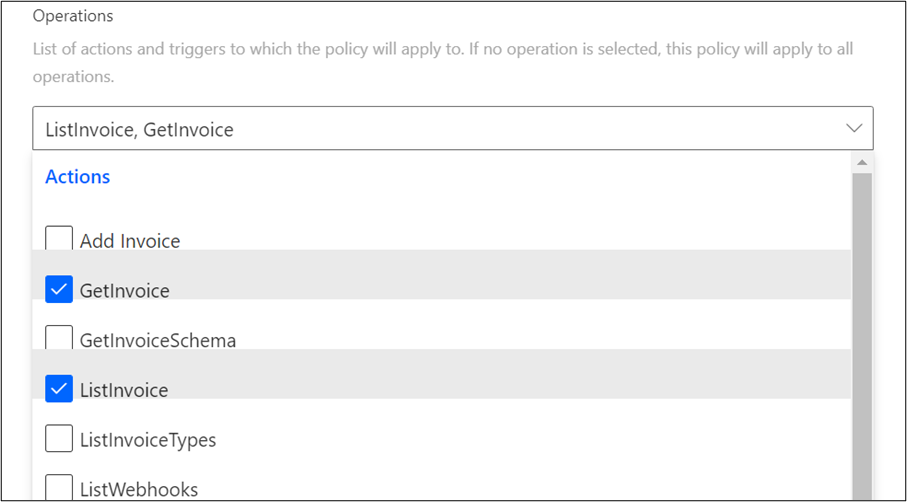 Operations
List of actions and triggers to which the policy will apply to. If no operation is selected, this policy will apply to all
operations.
ListInvoice, GetInvoice
Actions
Add Invoice
GetInvoice
GetInvoiceSchema
ListInvoice
ListInvoiceTypes
ListWebhooks